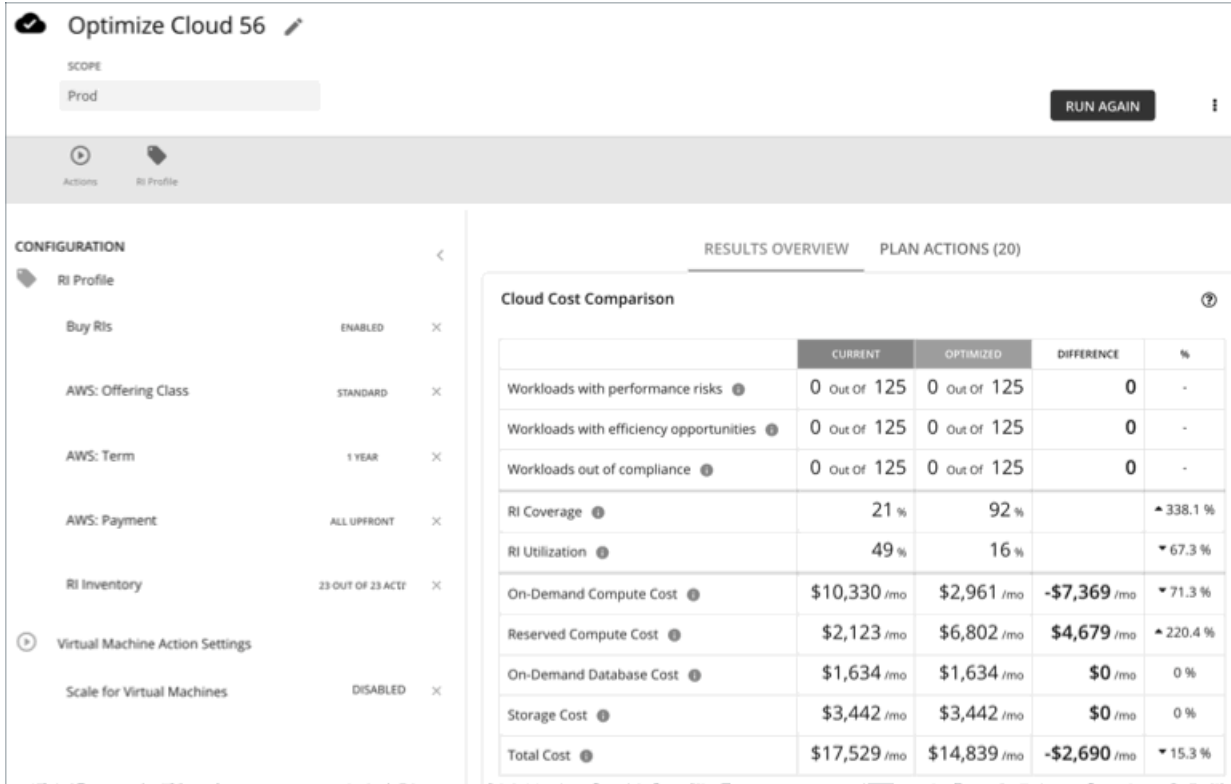 Optimize Cloud 56
SCOPE
Prod
RUN AGAIN
Actions
RI Profile
CONFIGURATION
RI Profile
Buy RIs ENABLED
AWS: Offering Class STANDARD
AWS: Term 1 YEAR
AWS: Payment ALL UPFRONT
RI Inventory 23 OUT OF 23
Virtual Machine Action Settings
Scale for Virtual Machines DISABLED
RESULTS OVERVIEW PLAN ACTIONS (20)
Cloud Cost Comparison
CURRENT OPTIMIZED DIFFERENCE %
Workloads with performance risks 0 Out Of 125 0 Out Of 125 0 -
Workloads with efficiency opportunities 0 Out Of 125 0 Out Of 125 0 -
Workloads out of compliance 0 Out Of 125 0 Out Of 125 0 -
RI Coverage 21 % 92 % 338.1 %
RI Utilization 49 % 16 % 67.3 %
On-Demand Compute Cost $10,330 /mo $2,961 /mo -$7,369 /mo 71.3 %
Reserved Compute Cost $2,123 /mo $6,802 /mo $4,679 /mo 220.4 %
On-Demand Database Cost $1,634 /mo $1,634 /mo $0 /mo 0 %
Storage Cost $3,442 /mo $3,442 /mo $0 /mo 0 %
Total Cost $17,529 /mo $14,839 /mo -$2,690 /mo 15.3 %